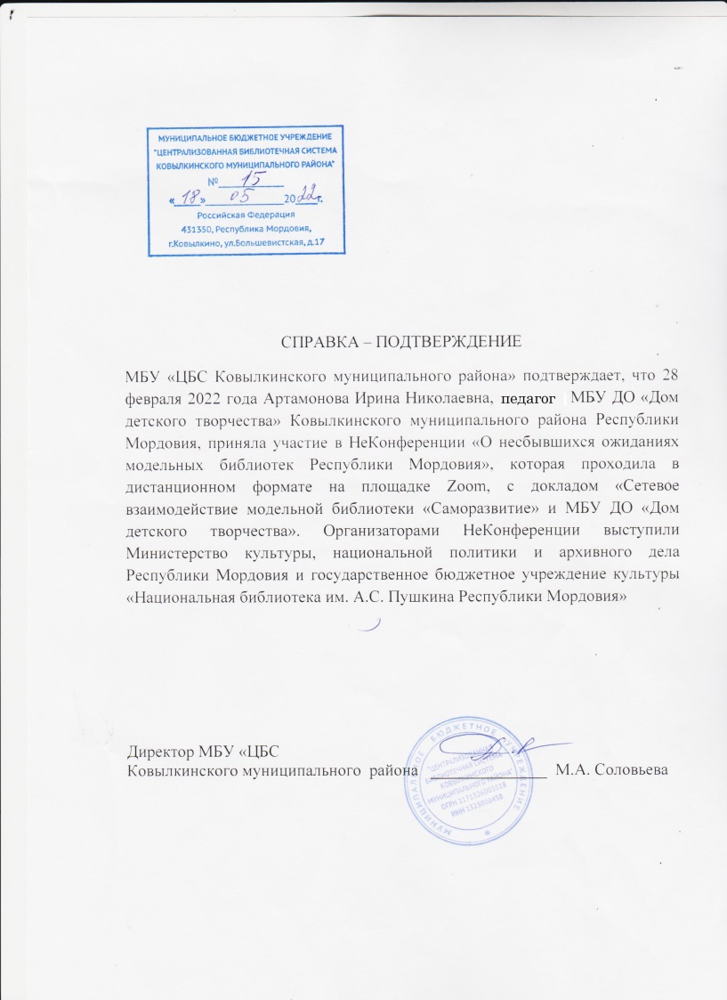 МУНИЦИПАЛЬНОЕ БЮДЖЕТНОЕ УЧРЕЖДЕНИЕ
"ЦЕНТРАЛИЗОВАННАЯ БИБЛИОТЕЧНАЯ СИСТЕМА
КОВЫЛКИНСКОГО МУНИЦИПАЛЬНОГО РАЙОНА"
№ 15
«18» 05 2022г.
Российская Федерация
431350, Республика Мордовия,
г.Ковылкино, ул.Большевистская, д.17
СПРАВКА – ПОДТВЕРЖДЕНИЕ
МБУ «ЦБС Ковылкинского муниципального района» подтверждает, что 28
февраля 2022 года Артамонова Ирина Николаевна, педагог МБУ ДО «Дом
детского творчества» Ковылкинского муниципального района Республики
Мордовия, приняла участие в НеКонференции «О несбывшихся ожиданиях
модельных библиотек Республики Мордовия», которая проходила в
дистанционном формате на площадке Zoom, с докладом «Сетевое
взаимодействие модельной библиотеки «Саморазвитие» и МБУ ДО «Дом
детского творчества». Организаторами НеКонференции выступили
Министерство культуры, национальной политики и архивного дела
Республики Мордовия и государственное бюджетное учреждение культуры
«Национальная библиотека им. А.С. Пушкина Республики Мордовия»
Директор МБУ «ЦБС
Ковылкинского муниципального района ______________ М.А. Соловьева
МУНИЦИПАЛЬНОЕ БЮДЖЕТНОЕ УЧРЕЖДЕНИЕ
"ЦЕНТРАЛИЗОВАННАЯ
БИБЛИОТЕЧНАЯ СИСТЕМА
КОВЫЛКИНСКОГО
МУНИЦИПАЛЬНОГО РАЙОНА"
ОГРН
ИНН